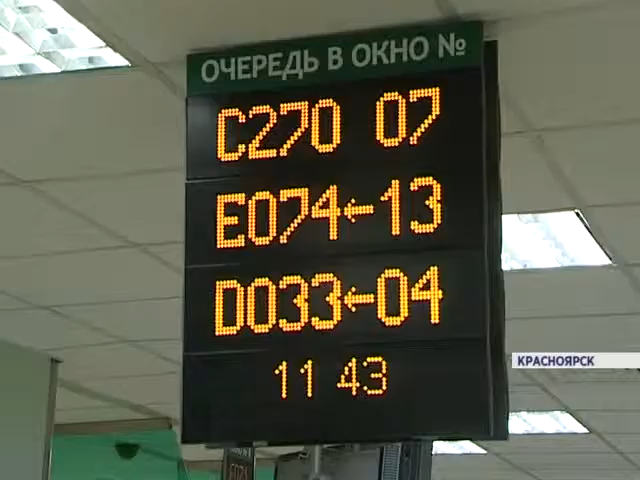 ОЧЕРЕДЬ В ОКНО №
C270 07
E074←13
D033←04
11 43
КРАСНОЯРСК